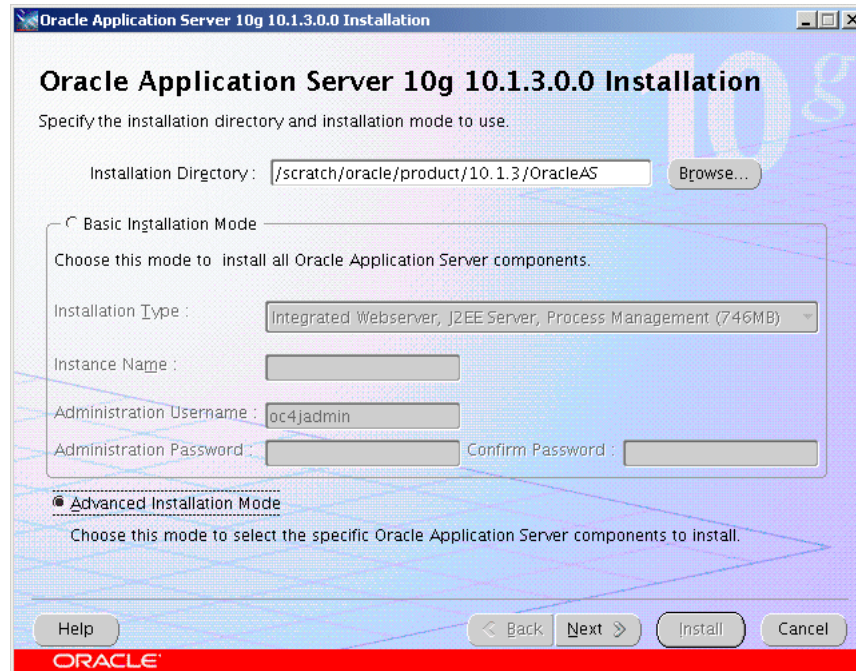 Oracle Application Server 10g 10.1.3.0.0 Installation
10g
Oracle Application Server 10g 10.1.3.0.0 Installation
Specify the installation directory and installation mode to use.
Installation Directory : /scratch/oracle/product/10.1.3/OracleAS Browse...
Basic Installation Mode
Choose this mode to install all Oracle Application Server components.
Installation Type : Integrated Webserver, J2EE Server, Process Management (746MB)
Instance Name :
Administration Username : oc4jadmin
Administration Password : Confirm Password :
Advanced Installation Mode
Choose this mode to select the specific Oracle Application Server components to install.
Help Back Next Install Cancel
ORACLE